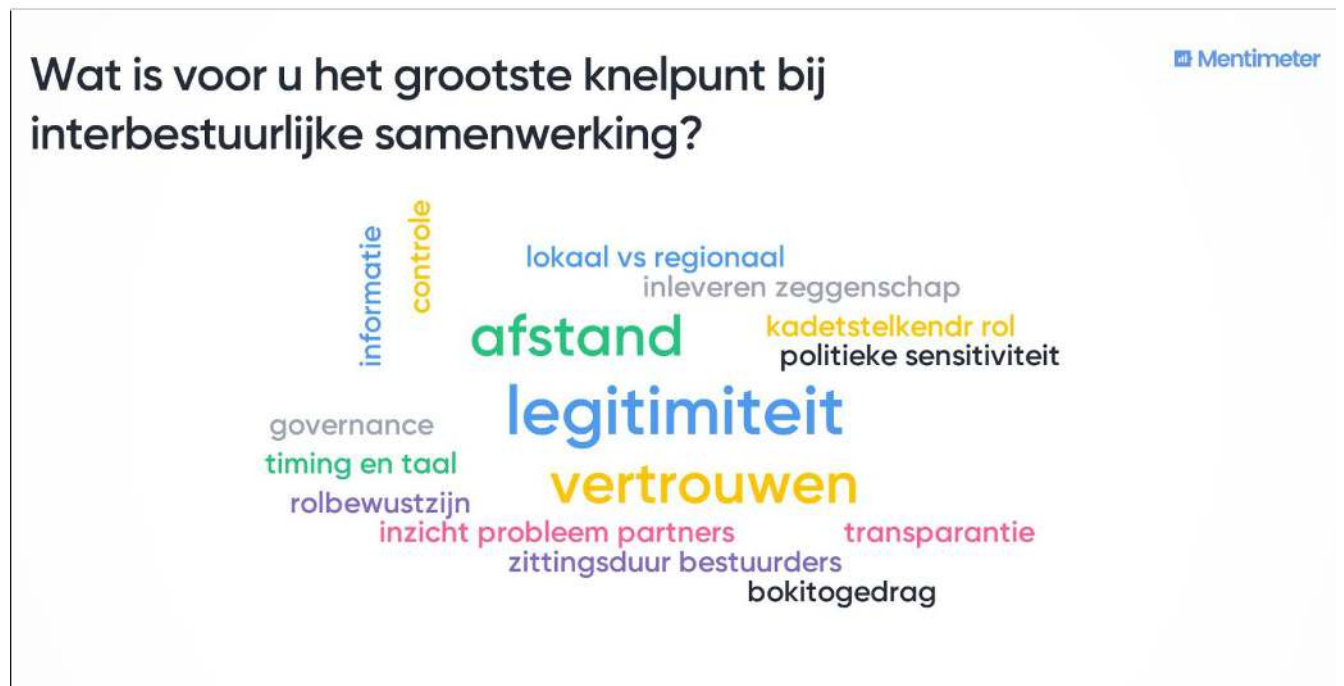 Wat is voor u het grootste knelpunt bij
interbestuurlijke samenwerking?
Mentimeter
informatie
controle
lokaal vs regionaal
inleveren zeggenschap
afstand
kadetstelkendr rol
politieke sensitiviteit
legitimiteit
governance
timing en taal
vertrouwen
rolbewustzijn
inzicht probleem partners
transparantie
zittingsduur bestuurders
bokitogedrag